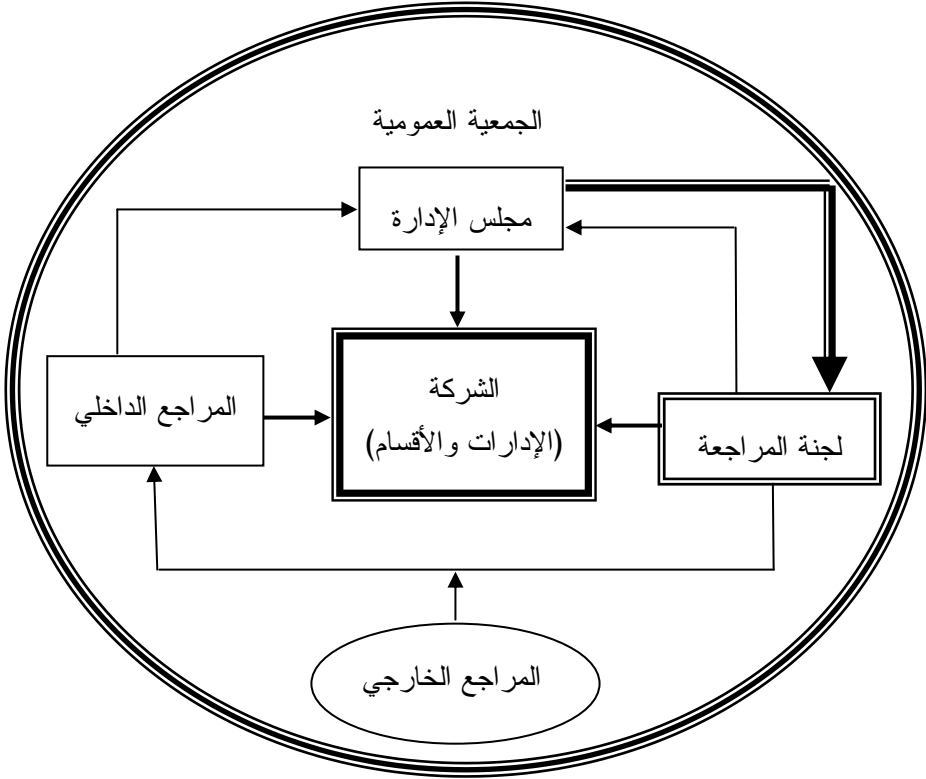 الجمعية العمومية
مجلس الإدارة
الشركة
(الإدارات والأقسام)
المراجع الداخلي
لجنة المراجعة
المراجع الخارجي